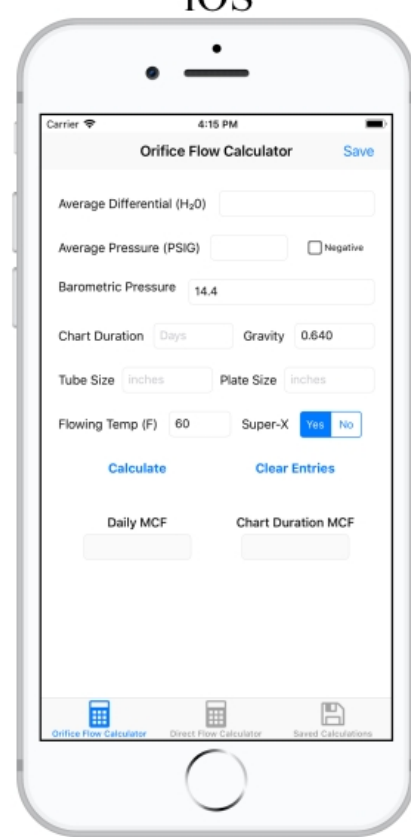 iOS
Carrier 4:15 PM
Orifice Flow Calculator Save
Average Differential (H₂0)
Average Pressure (PSIG) Negative
Barometric Pressure 14.4
Chart Duration Days Gravity 0.640
Tube Size inches Plate Size inches
Flowing Temp (F) 60 Super-X Yes No
Calculate Clear Entries
Daily MCF Chart Duration MCF
Orifice Flow Calculator Direct Flow Calculator Saved Calculations